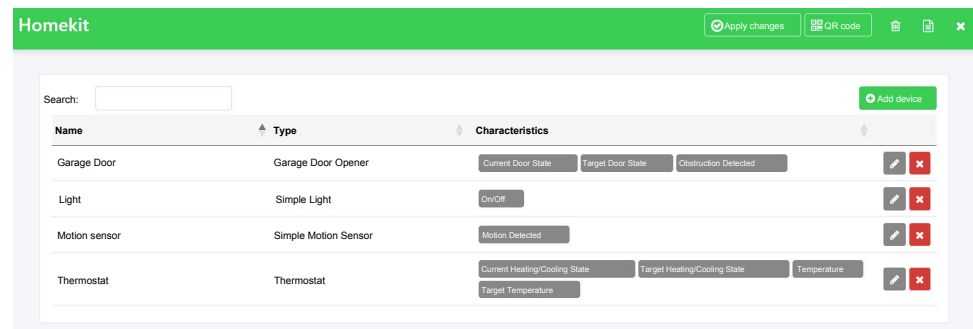 Homekit
Apply changes QR code
Search:
Add device
Name Type Characteristics
Garage Door Garage Door Opener Current Door State Target Door State Obstruction Detected
Light Simple Light On/Off
Motion sensor Simple Motion Sensor Motion Detected
Thermostat Thermostat Current Heating/Cooling State Target Heating/Cooling State Temperature
Target Temperature